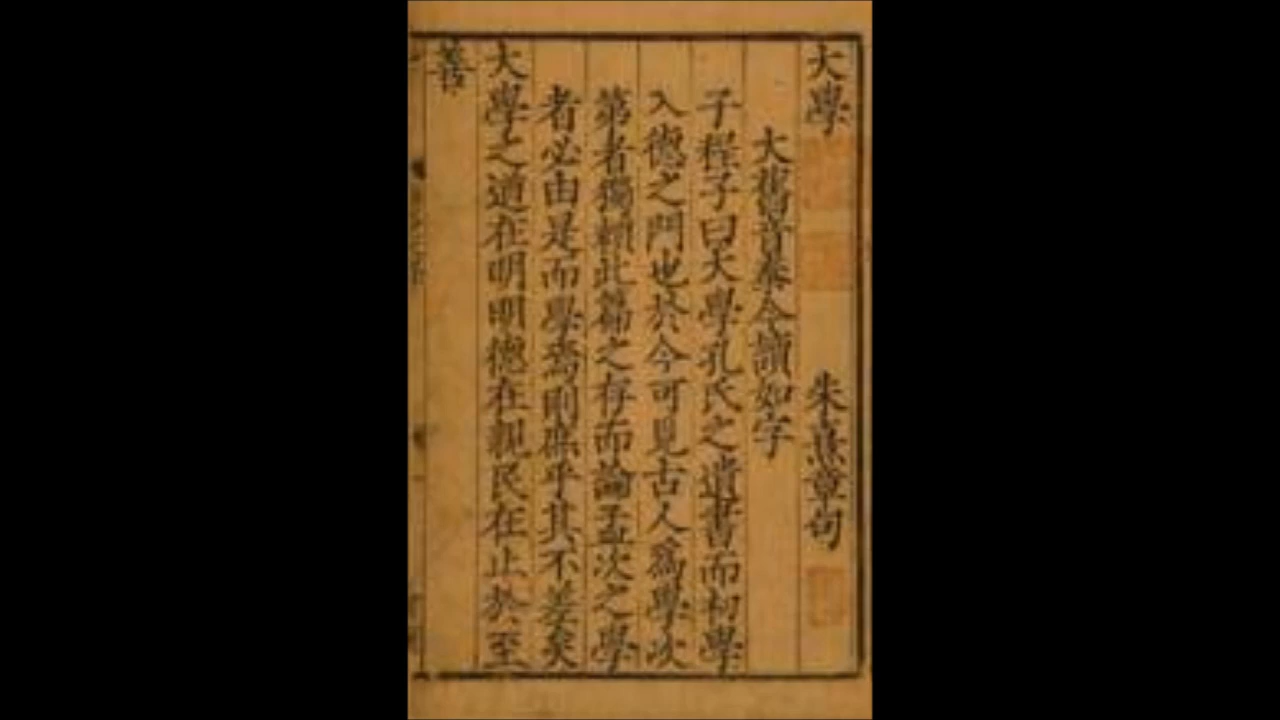 大學 朱熹章句
大舊音泰今讀如字
子程子曰大學孔氏之遺書而初學
入德之門也於今可見古人爲學次
第者獨賴此篇之存而論孟次之學
者必由是而學焉則庶乎其不差矣
大學之道在明明德在親民在止於至
善